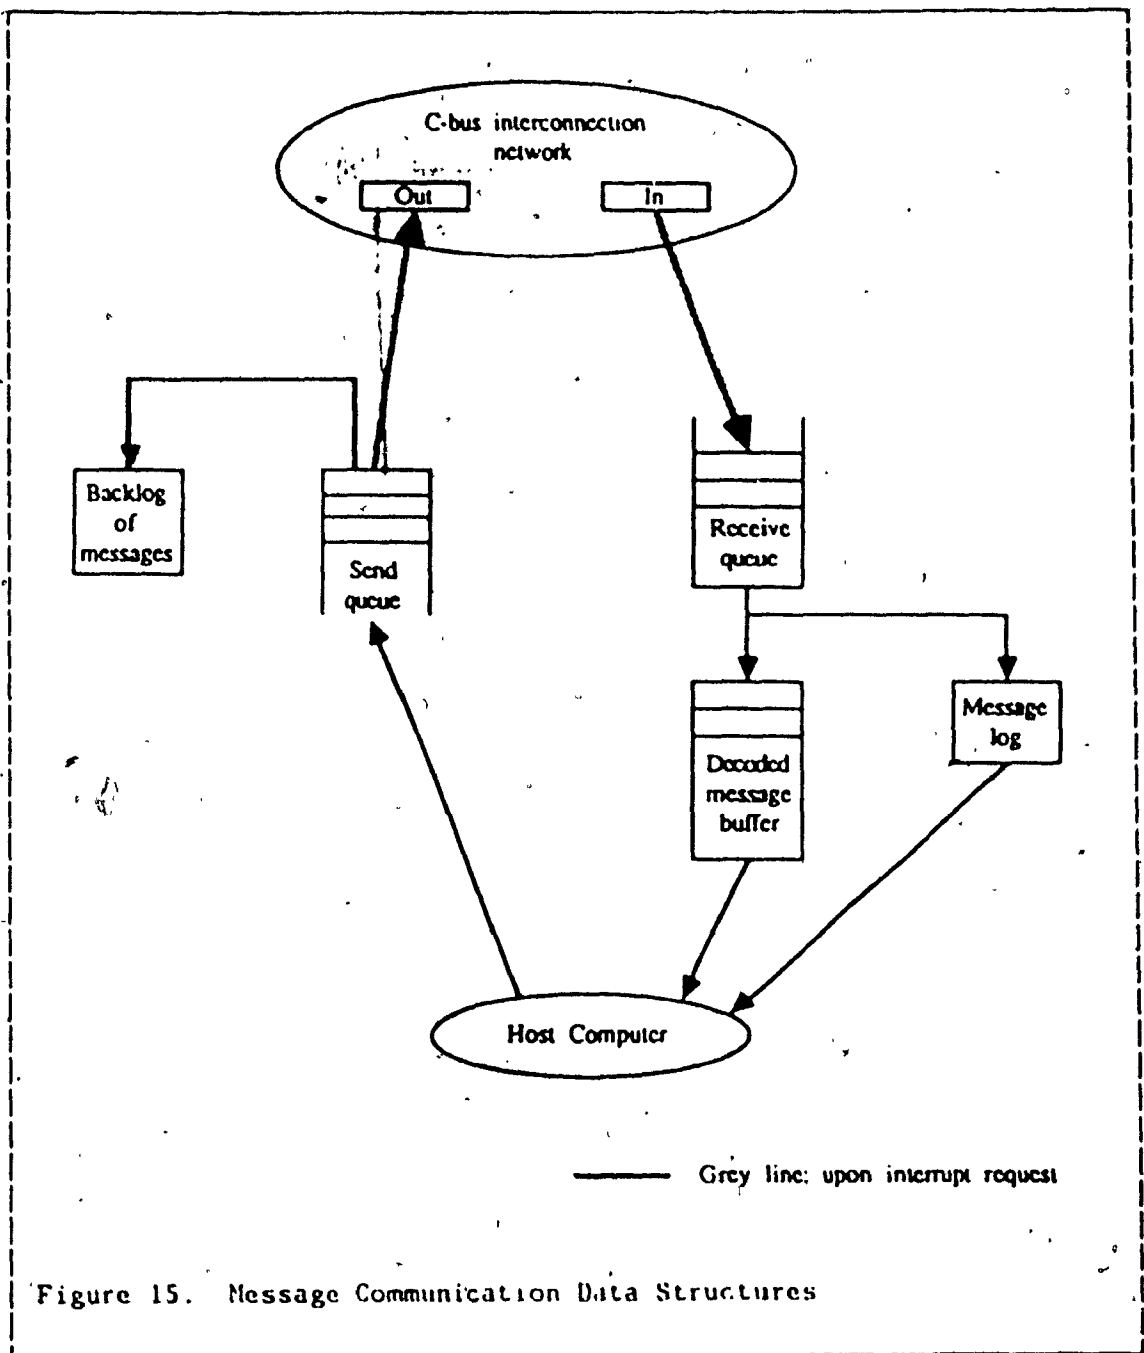 C-bus interconnection
network
Out
In
Backlog
of
messages
Send
queue
Receive
queue
Decoded
message
buffer
Message
log
Host Computer
Grey line: upon interrupt request
Figure 15. Message Communication Data Structures